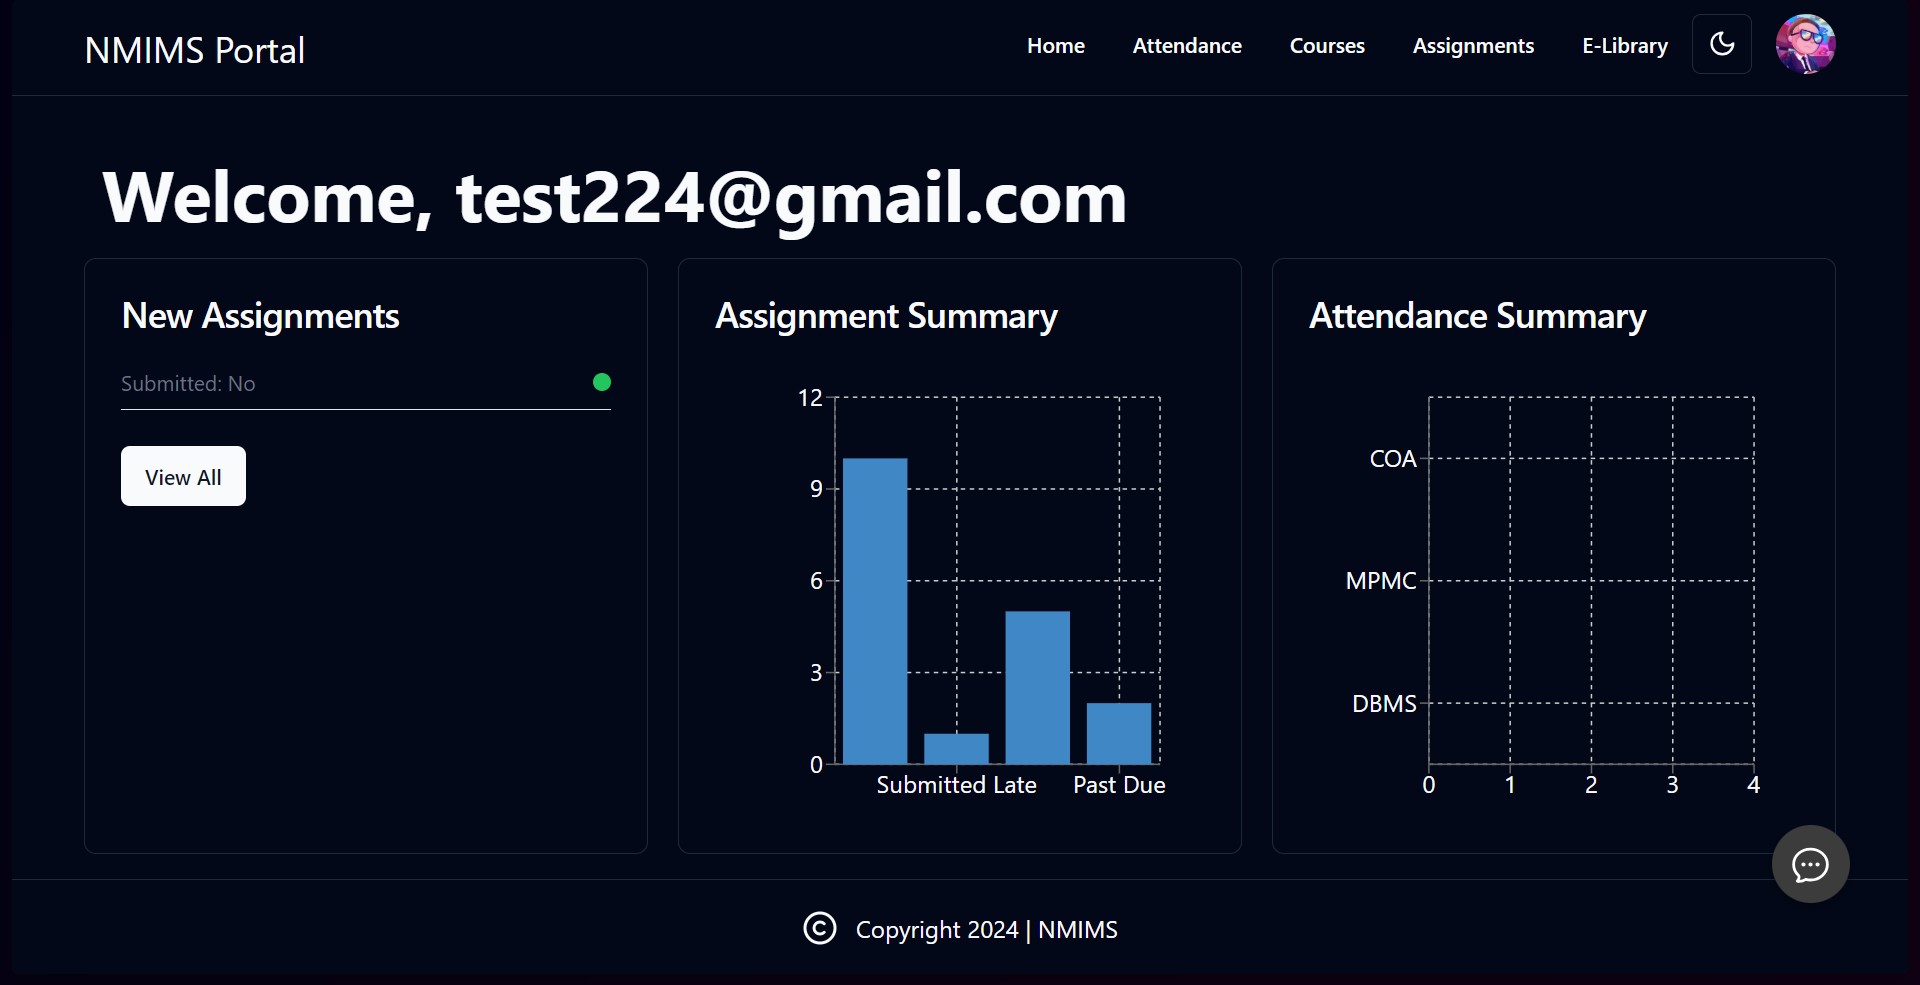 NMIMS Portal
Home Attendance Courses Assignments E-Library
Welcome, test224@gmail.com
New Assignments
Submitted: No
View All
Assignment Summary
12
9
6
3
0
Submitted Late Past Due
Attendance Summary
COA
MPMC
DBMS
0 1 2 3 4
© Copyright 2024 | NMIMS